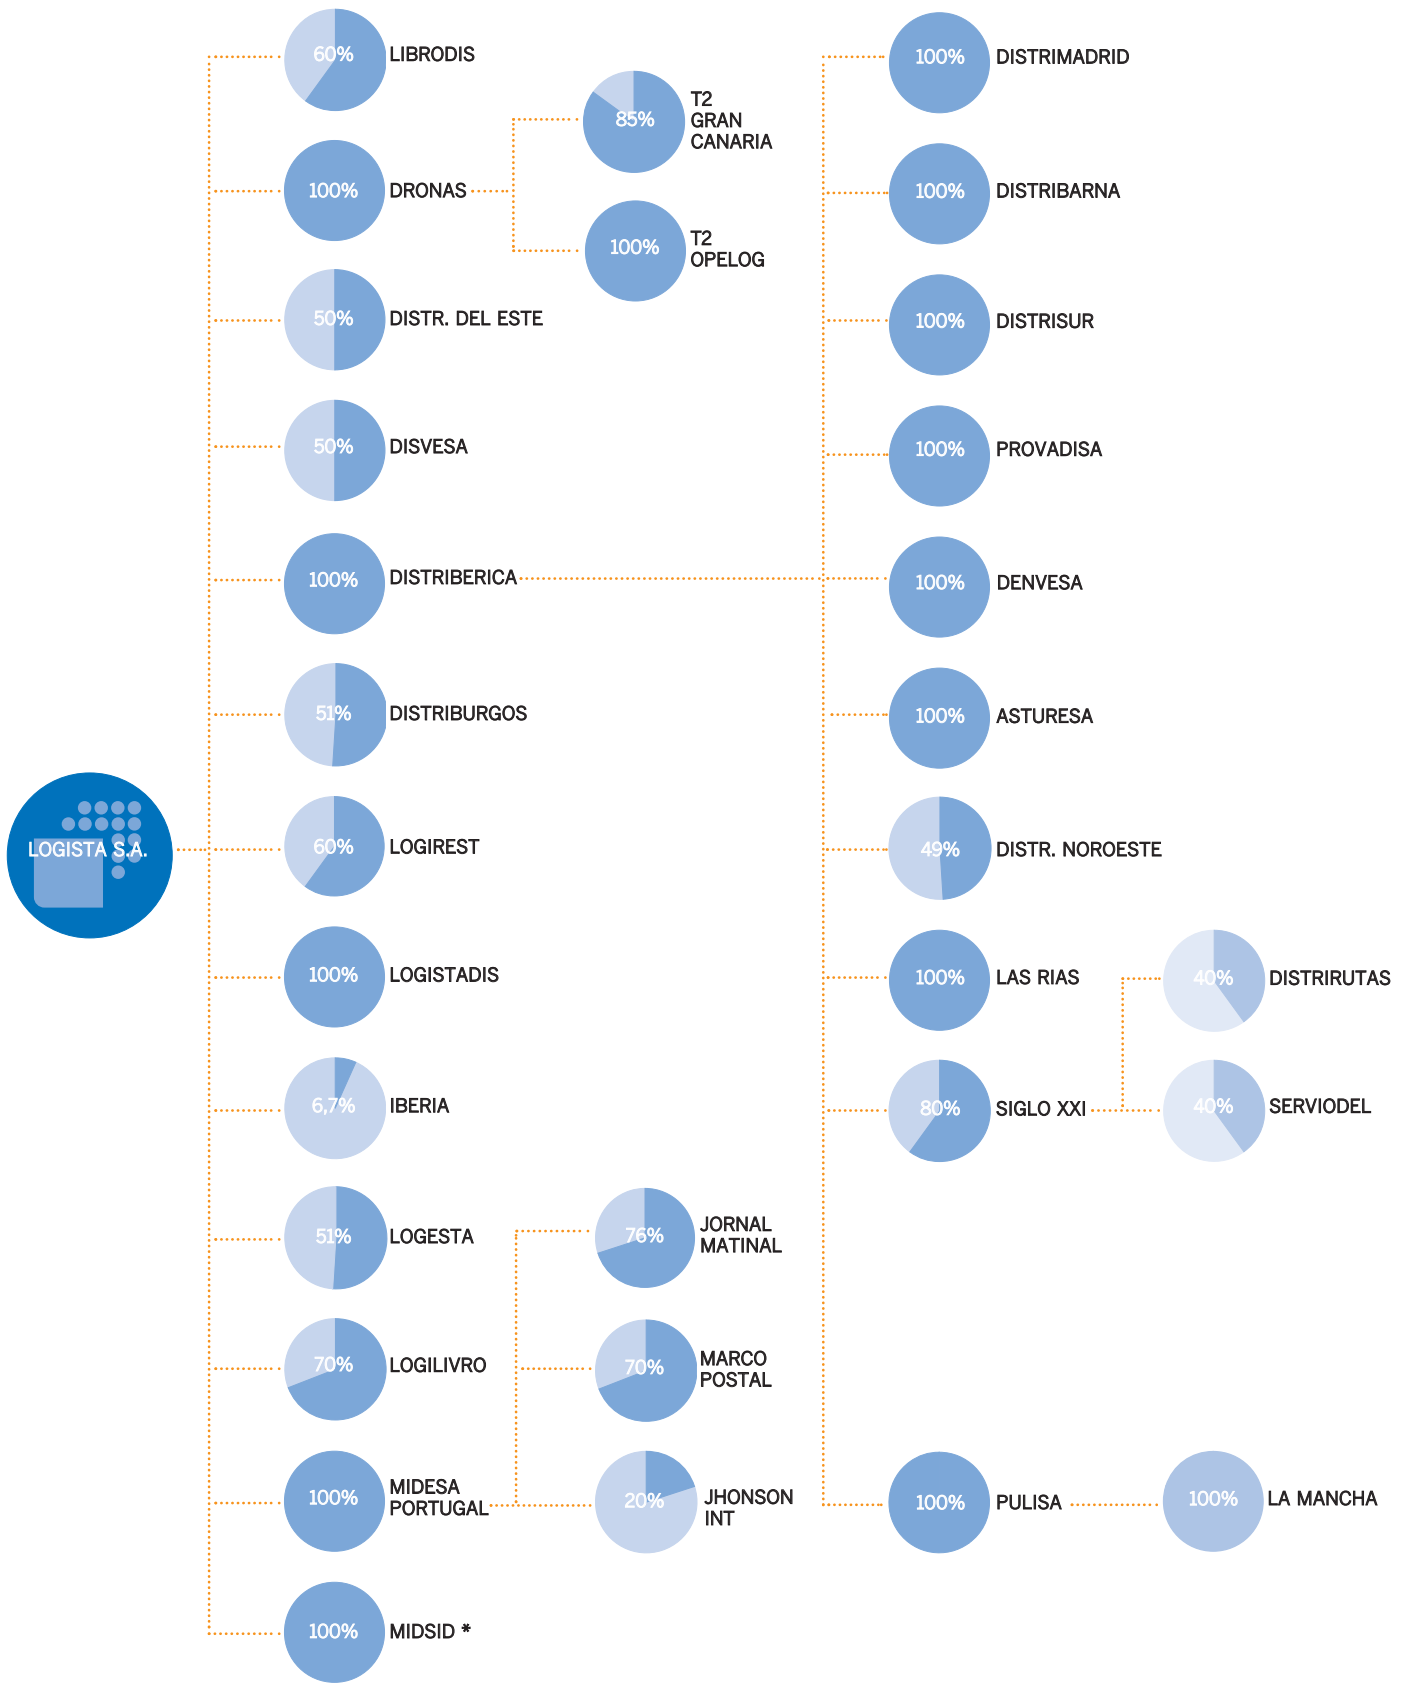 LOGISTA S.A.
60%
LIBRODIS
100%
DRONAS
85%
T2
GRAN
CANARIA
100%
T2
OPELOG
50%
DISTR. DEL ESTE
50%
DISVESA
100%
DISTRIBERICA
51%
DISTRIBURGOS
60%
LOGIREST
100%
LOGISTADIS
6,7%
IBERIA
51%
LOGESTA
70%
LOGILIVRO
100%
MIDESA
PORTUGAL
76%
JORNAL
MATINAL
70%
MARCO
POSTAL
20%
JHONSON
INT
100%
MIDSID *
100%
DISTRIMADRID
100%
DISTRIBARNA
100%
DISTRISUR
100%
PROVADISA
100%
DENVESA
100%
ASTURESA
49%
DISTR. NOROESTE
100%
LAS RIAS
80%
SIGLO XXI
40%
DISTRIRUTAS
40%
SERVIODEL
100%
PULISA
100%
LA MANCHA